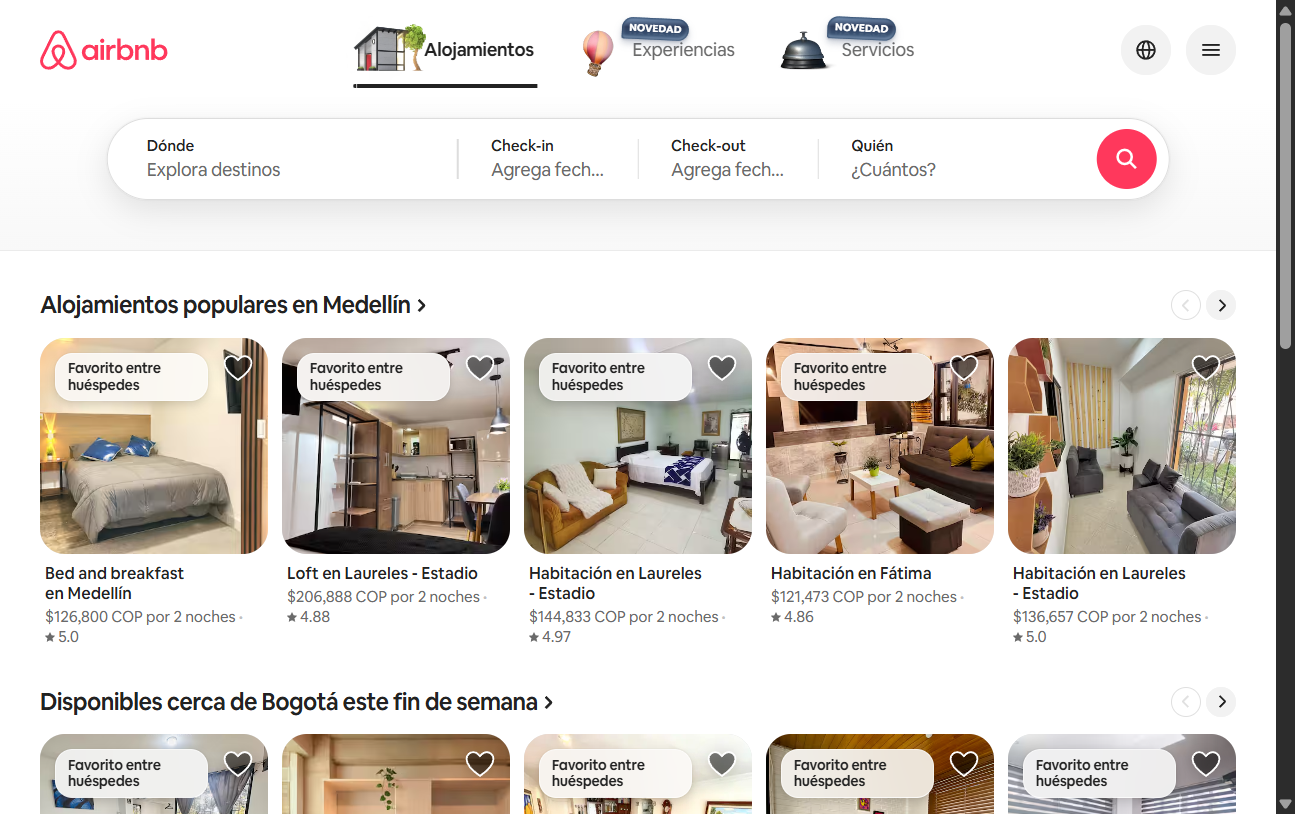 airbnb
Alojamientos
NOVEDAD
Experiencias
NOVEDAD
Servicios
Dónde
Explora destinos
Check-in
Agrega fech...
Check-out
Agrega fech...
Quién
¿Cuántos?
Alojamientos populares en Medellín
Favorito entre
huéspedes
Favorito entre
huéspedes
Favorito entre
huéspedes
Favorito entre
huéspedes
Bed and breakfast
en Medellín
$126,800 COP por 2 noches ·
★ 5.0
Loft en Laureles - Estadio
$206,888 COP por 2 noches ·
★ 4.88
Habitación en Laureles
- Estadio
$144,833 COP por 2 noches ·
★ 4.97
Habitación en Fátima
$121,473 COP por 2 noches ·
★ 4.86
Habitación en Laureles
- Estadio
$136,657 COP por 2 noches ·
★ 5.0
Disponibles cerca de Bogotá este fin de semana
Favorito entre
huéspedes
Favorito entre
huéspedes
Favorito entre
huéspedes
Favorito entre
huéspedes